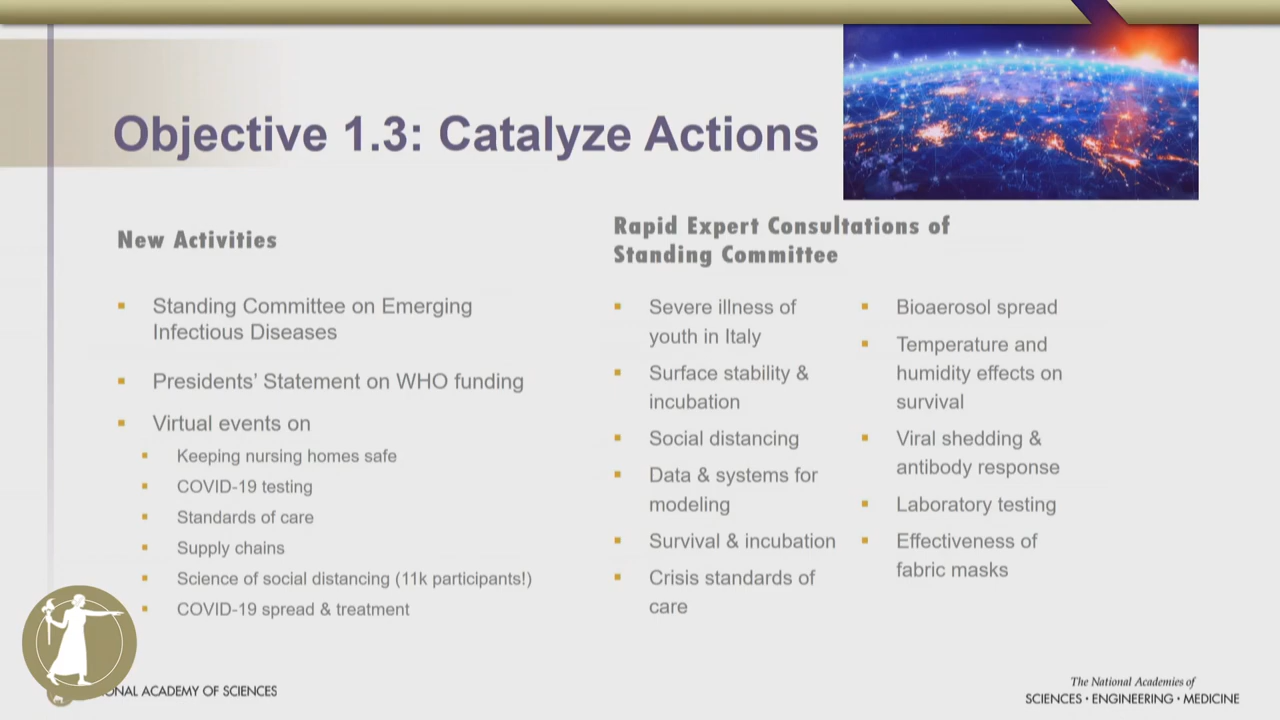 Objective 1.3: Catalyze Actions
New Activities
Standing Committee on Emerging
Infectious Diseases
Presidents’ Statement on WHO funding
Virtual events on
Keeping nursing homes safe
COVID-19 testing
Standards of care
Supply chains
Science of social distancing (11k participants!)
COVID-19 spread & treatment
Rapid Expert Consultations of
Standing Committee
Severe illness of
youth in Italy
Surface stability &
incubation
Social distancing
Data & systems for
modeling
Survival & incubation
Crisis standards of
care
Bioaerosol spread
Temperature and
humidity effects on
survival
Viral shedding &
antibody response
Laboratory testing
Effectiveness of
fabric masks
ONAL ACADEMY OF SCIENCES
The National Academies of
SCIENCES · ENGINEERING · MEDICINE